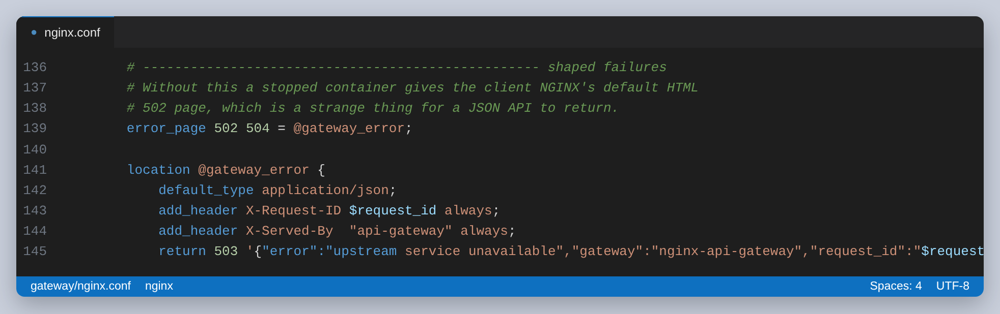 nginx.conf
136 # -------------------------------------------------- shaped failures
137 # Without this a stopped container gives the client NGINX's default HTML
138 # 502 page, which is a strange thing for a JSON API to return.
139 error_page 502 504 = @gateway_error;
140
141 location @gateway_error {
142 default_type application/json;
143 add_header X-Request-ID $request_id always;
144 add_header X-Served-By  "api-gateway" always;
145 return 503 '{"error":"upstream service unavailable","gateway":"nginx-api-gateway","request_id":"$request
gateway/nginx.conf nginx Spaces: 4 UTF-8